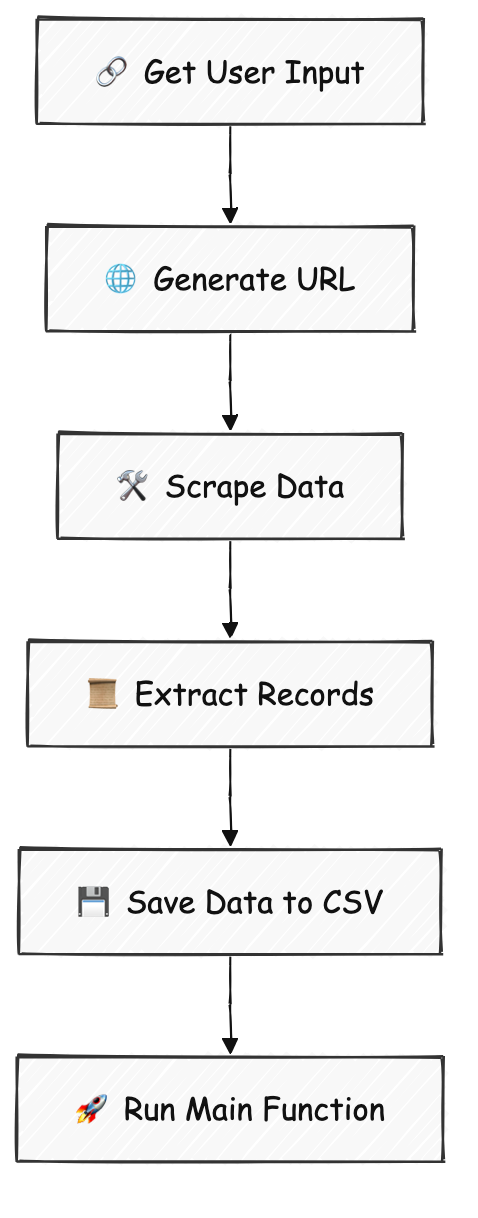 Get User Input
Generate URL
Scrape Data
Extract Records
Save Data to CSV
Run Main Function